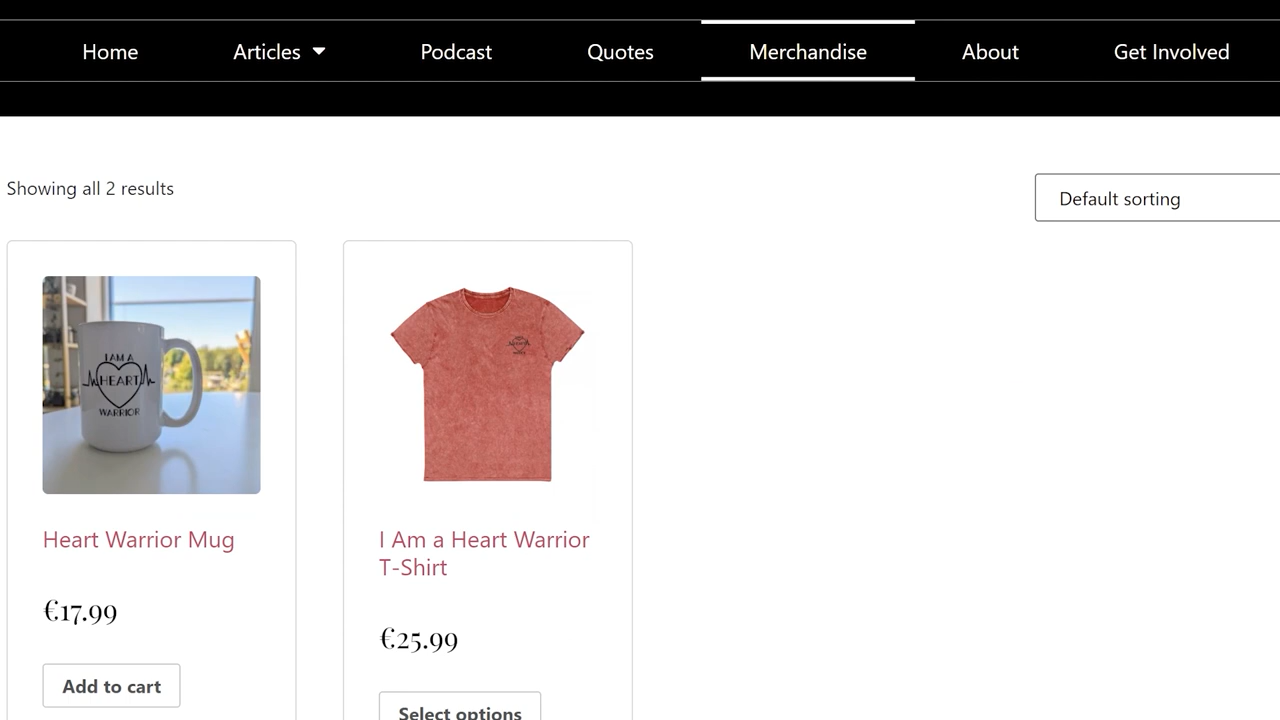 Home Articles Podcast Quotes Merchandise About Get Involved
Showing all 2 results
Default sorting
I AM A
HEART
WARRIOR
Heart Warrior Mug
€17.99
Add to cart
I Am a Heart Warrior
T-Shirt
€25.99
Select options